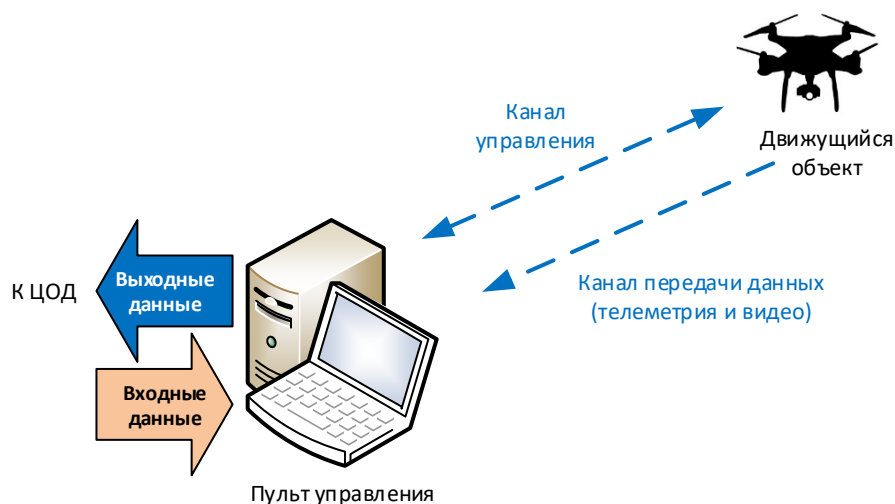 Канал
управления
Движущийся
объект
К ЦОД
Выходные
данные
Канал передачи данных
(телеметрия и видео)
Входные
данные
Пульт управления